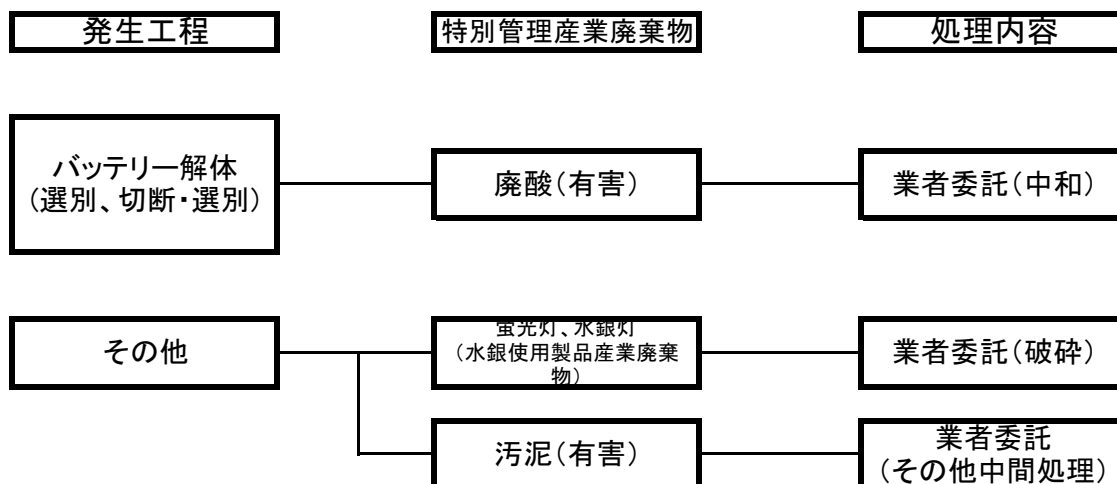 発生工程
特別管理産業廃棄物
処理内容
バッテリー解体
(選別、切断・選別)
廃酸(有害)
業者委託(中和)
その他
蛍光灯、水銀灯
(水銀使用製品産業廃棄
物)
業者委託(破砕)
汚泥(有害)
業者委託
(その他中間処理)